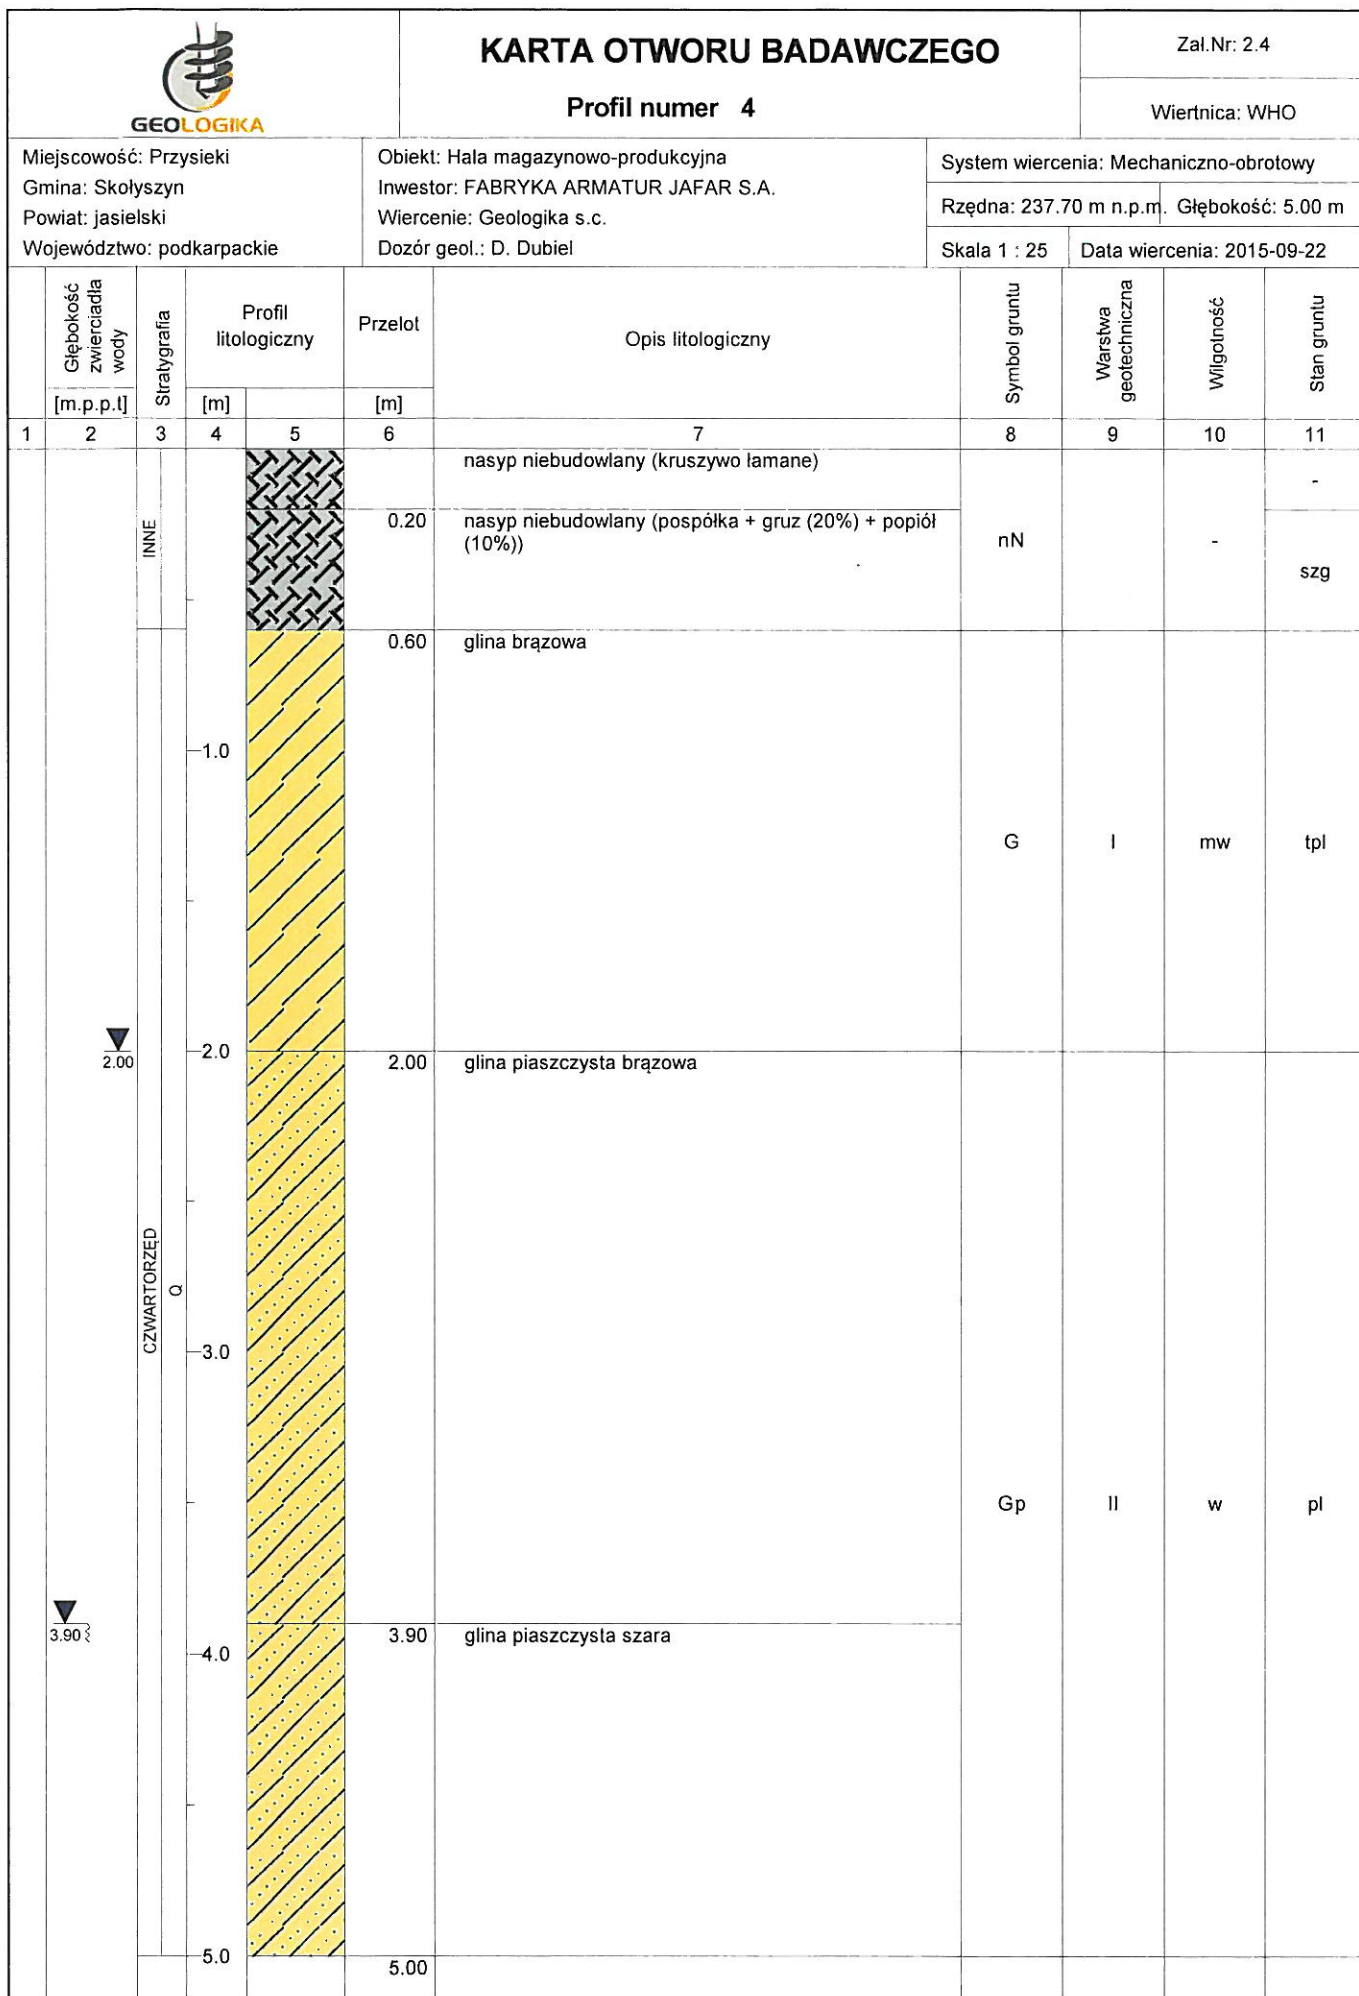 GEOLOGIKA
KARTA OTWORU BADAWCZEGO
Profil numer 4
Zał.Nr: 2.4
Wiertnica: WHO
Miejscowość: Przysieki
Gmina: Skołyszyn
Powiat: jasielski
Województwo: podkarpackie
Obiekt: Hala magazynowo-produkcyjna
Inwestor: FABRYKA ARMATUR JAFAR S.A.
Wiercenie: Geologika s.c.
Dozór geol.: D. Dubiel
System wiercenia: Mechaniczno-obrotowy
Rzędna: 237.70 m n.p.m. Głębokość: 5.00 m
Skala 1 : 25 Data wiercenia: 2015-09-22
Głębokość
zwierciadła
wody
[m.p.p.t]
Stratygrafia
Profil
litologiczny
[m]
Przelot
[m]
Opis litologiczny
Symbol gruntu
Warstwa
geotechniczna
Wilgotność
Stan gruntu
1 2 3 4 5 6 7 8 9 10 11
nasyp niebudowlany (kruszywo łamane)
-
INNE
0.20 nasyp niebudowlany (pospółka + gruz (20%) + popiół
(10%))
nN -
szg
0.60 glina brązowa
1.0
G I mw tpl
2.00
2.0
2.00 glina piaszczysta brązowa
CZWARTORZĘD
Q
3.0
Gp II w pl
3.90
3.90 glina piaszczysta szara
4.0
5.0
5.00